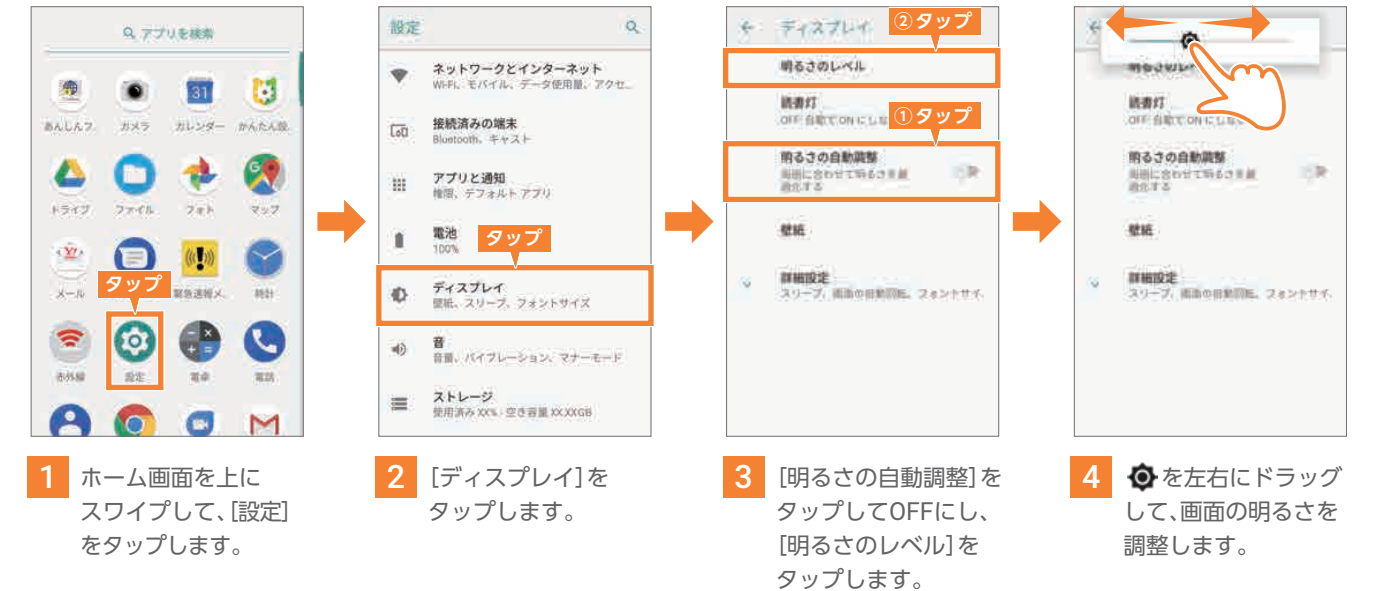 アプリを検索
カメラ
カレンダー
ドライブ
ファイル
フォト
マップ
メール
時計
タップ
赤外線
設定
電卓
電話
設定
ネットワークとインターネット
Wi-Fi、モバイル、データ使用量、アクセ...
接続済みの端末
Bluetooth、キャスト
アプリと通知
権限、デフォルト アプリ
電池
100%
タップ
ディスプレイ
壁紙、スリープ、フォントサイズ
音
音量、バイブレーション、マナーモード
ストレージ
使用済み XX% - 空き容量 XX.XXGB
ディスプレイ
②タップ
明るさのレベル
読書灯
①タップ
明るさの自動調整
壁紙
詳細設定
スリープ、画面の自動回転、フォントサイ...
読書灯
明るさの自動調整
壁紙
詳細設定
スリープ、画面の自動回転、フォントサイ...
1 ホーム画面を上に
スワイプして、[設定]
をタップします。
2 [ディスプレイ]を
タップします。
3 [明るさの自動調整]を
タップしてOFFにし、
[明るさのレベル]を
タップします。
4 を左右にドラッグ
して、画面の明るさを
調整します。